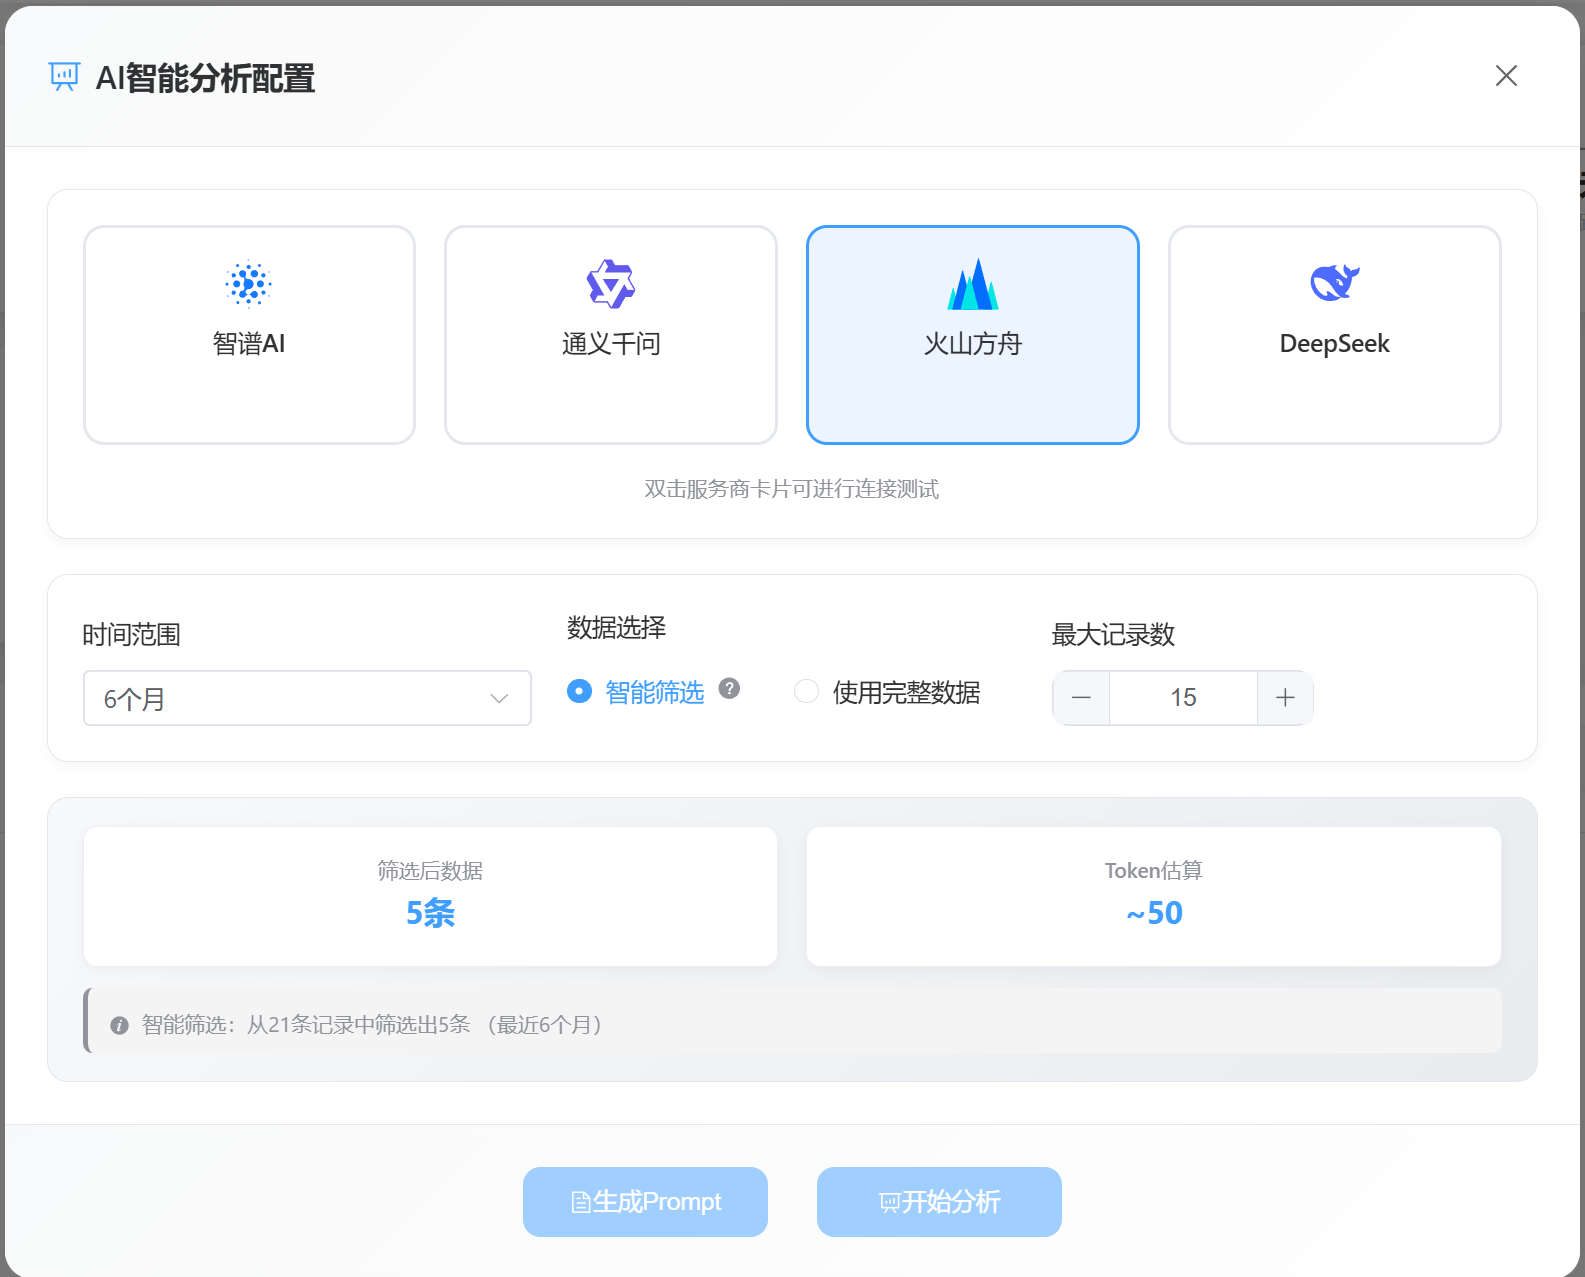 AI智能分析配置
智谱AI
通义千问
火山方舟
DeepSeek
双击服务商卡片可进行连接测试
时间范围
数据选择
最大记录数
6个月
智能筛选
使用完整数据
15
筛选后数据
5条
Token估算
~50
智能筛选：从21条记录中筛选出5条 （最近6个月）
生成Prompt
开始分析